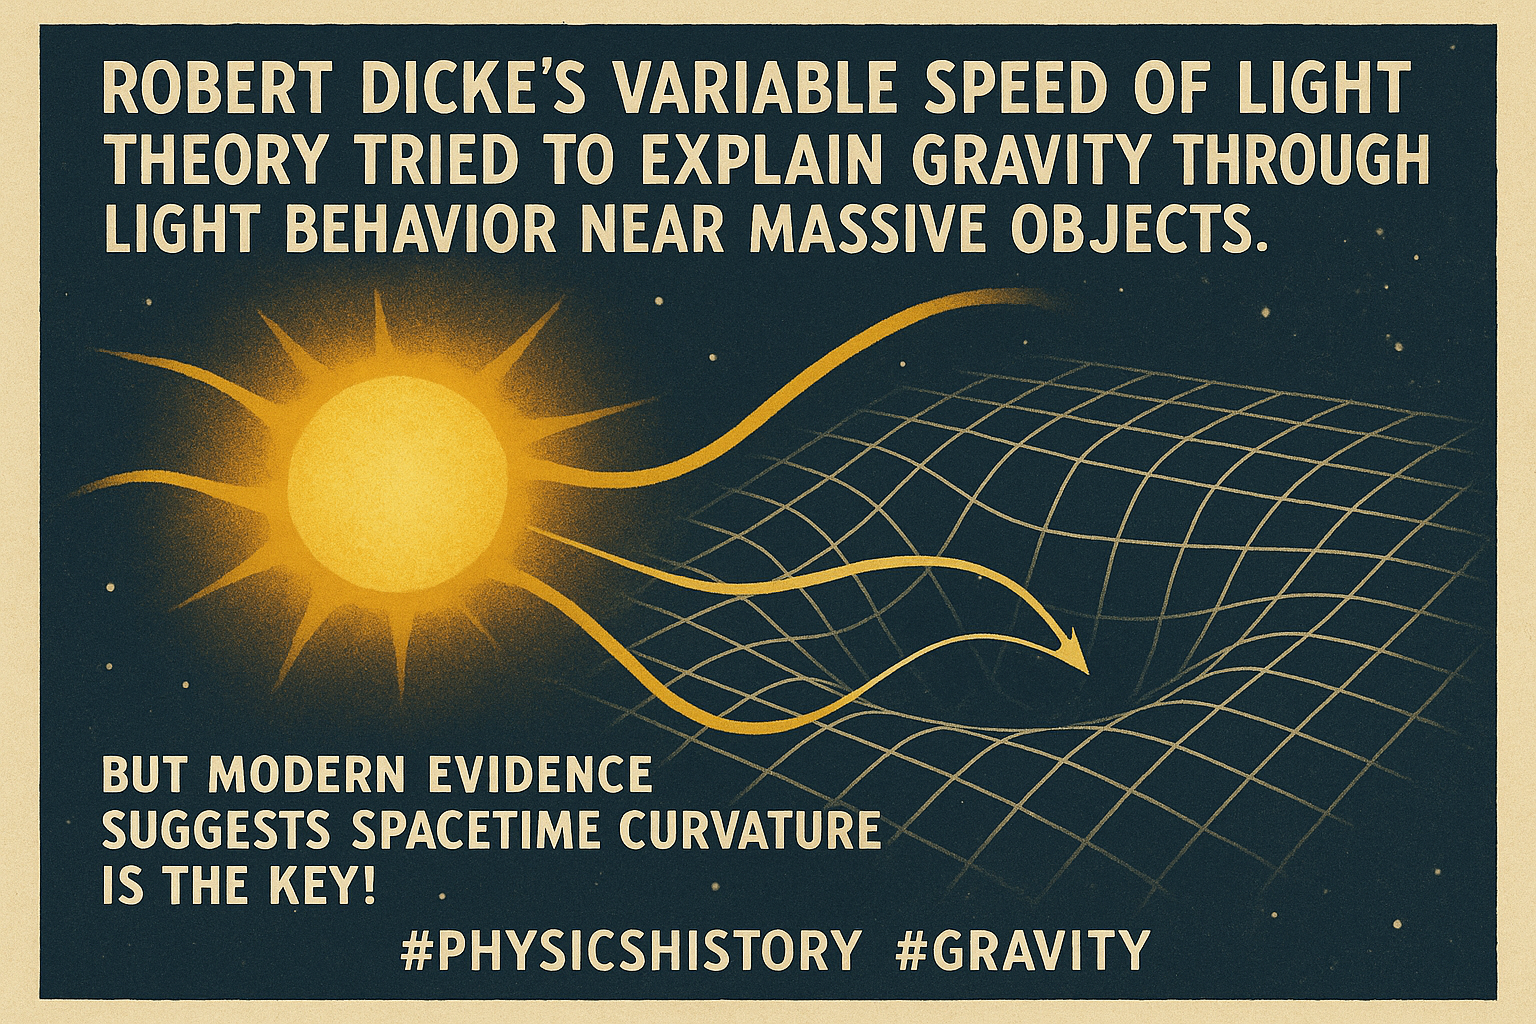 ROBERT DICKE'S VARIABLE SPEED OF LIGHT
THEORY TRIED TO EXPLAIN GRAVITY THROUGH
LIGHT BEHAVIOR NEAR MASSIVE OBJECTS.
BUT MODERN EVIDENCE
SUGGESTS SPACETIME CURVATURE
IS THE KEY!
#PHYSICSHISTORY #GRAVITY